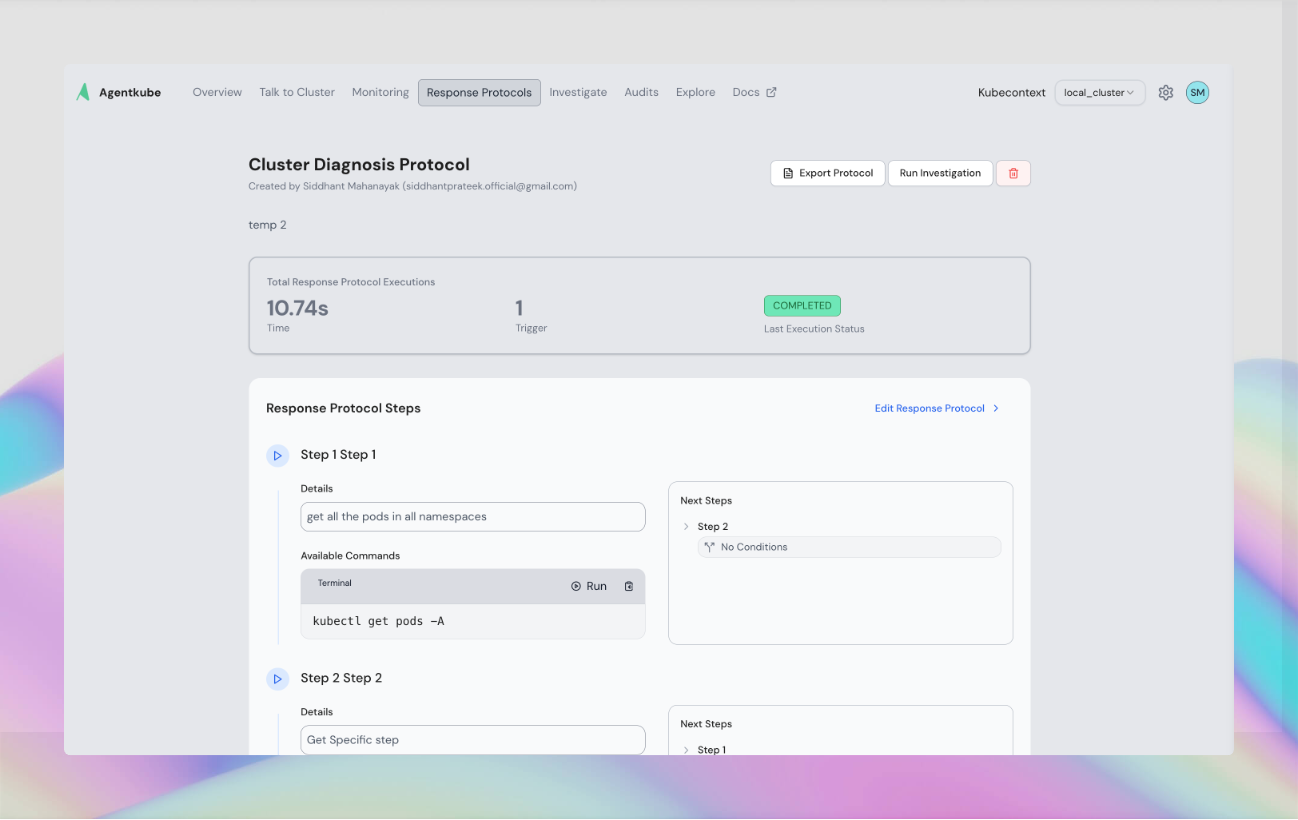 Agentkube Overview Talk to Cluster Monitoring Response Protocols Investigate Audits Explore Docs Kubecontext local_cluster SM
Cluster Diagnosis Protocol
Created by Siddhant Mahanayak (siddhantprateek.official@gmail.com)
Export Protocol Run Investigation
temp 2
Total Response Protocol Executions
10.74s 1 COMPLETED
Time Trigger Last Execution Status
Response Protocol Steps Edit Response Protocol
Step 1 Step 1
Details
get all the pods in all namespaces
Next Steps
Step 2
No Conditions
Available Commands
Terminal Run
kubectl get pods -A
Step 2 Step 2
Details
Get Specific step
Next Steps
Step 1